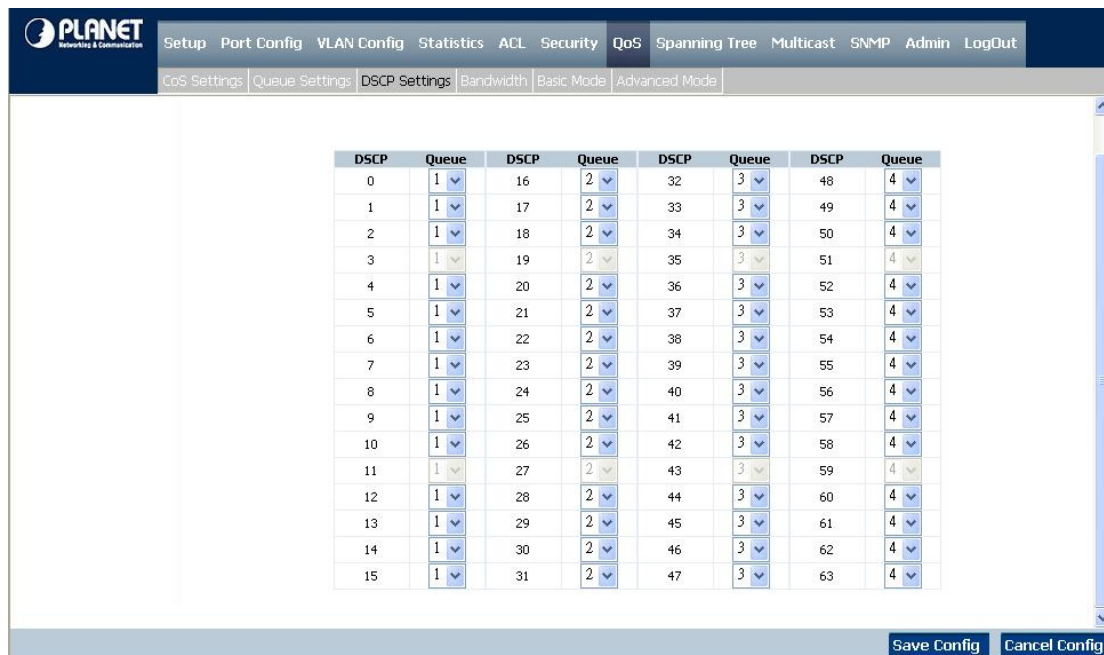 PLANET
Networking & Communication
Setup Port Config VLAN Config Statistics ACL Security QoS Spanning Tree Multicast SNMP Admin LogOut
CoS Settings Queue Settings DSCP Settings Bandwidth Basic Mode Advanced Mode
DSCP Queue DSCP Queue DSCP Queue DSCP Queue
0 1 16 2 32 3 48 4
1 1 17 2 33 3 49 4
2 1 18 2 34 3 50 4
3 1 19 2 35 3 51 4
4 1 20 2 36 3 52 4
5 1 21 2 37 3 53 4
6 1 22 2 38 3 54 4
7 1 23 2 39 3 55 4
8 1 24 2 40 3 56 4
9 1 25 2 41 3 57 4
10 1 26 2 42 3 58 4
11 1 27 2 43 3 59 4
12 1 28 2 44 3 60 4
13 1 29 2 45 3 61 4
14 1 30 2 46 3 62 4
15 1 31 2 47 3 63 4
Save Config Cancel Config